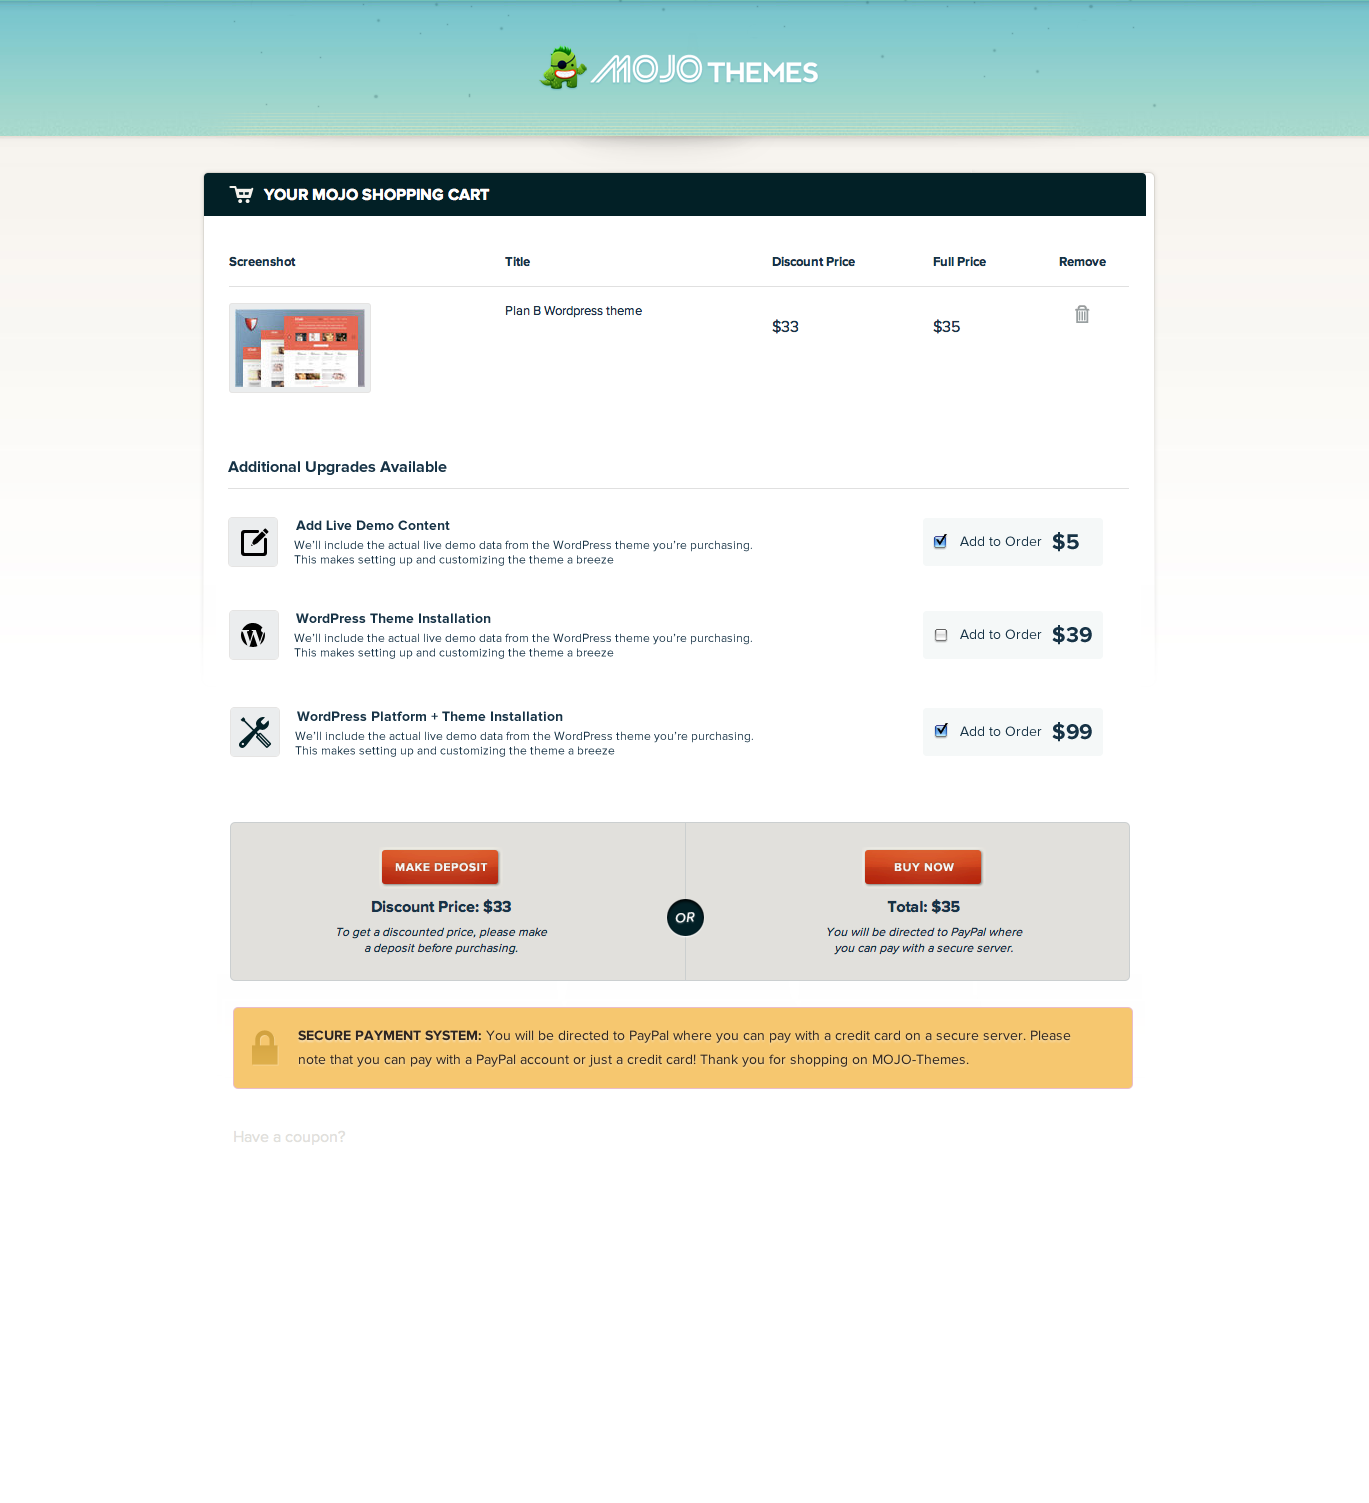 MOJO THEMES
YOUR MOJO SHOPPING CART
Screenshot Title Discount Price Full Price Remove
Plan B Wordpress theme
$33 $35
Additional Upgrades Available
Add Live Demo Content
We'll include the actual live demo data from the WordPress theme you're purchasing.
This makes setting up and customizing the theme a breeze
Add to Order $5
WordPress Theme Installation
We'll include the actual live demo data from the WordPress theme you're purchasing.
This makes setting up and customizing the theme a breeze
Add to Order $39
WordPress Platform + Theme Installation
We'll include the actual live demo data from the WordPress theme you're purchasing.
This makes setting up and customizing the theme a breeze
Add to Order $99
MAKE DEPOSIT
Discount Price: $33
To get a discounted price, please make
a deposit before purchasing.
OR
BUY NOW
Total: $35
You will be directed to PayPal where
you can pay with a secure server.
SECURE PAYMENT SYSTEM: You will be directed to PayPal where you can pay with a credit card on a secure server. Please
note that you can pay with a PayPal account or just a credit card! Thank you for shopping on MOJO-Themes.
Have a coupon?